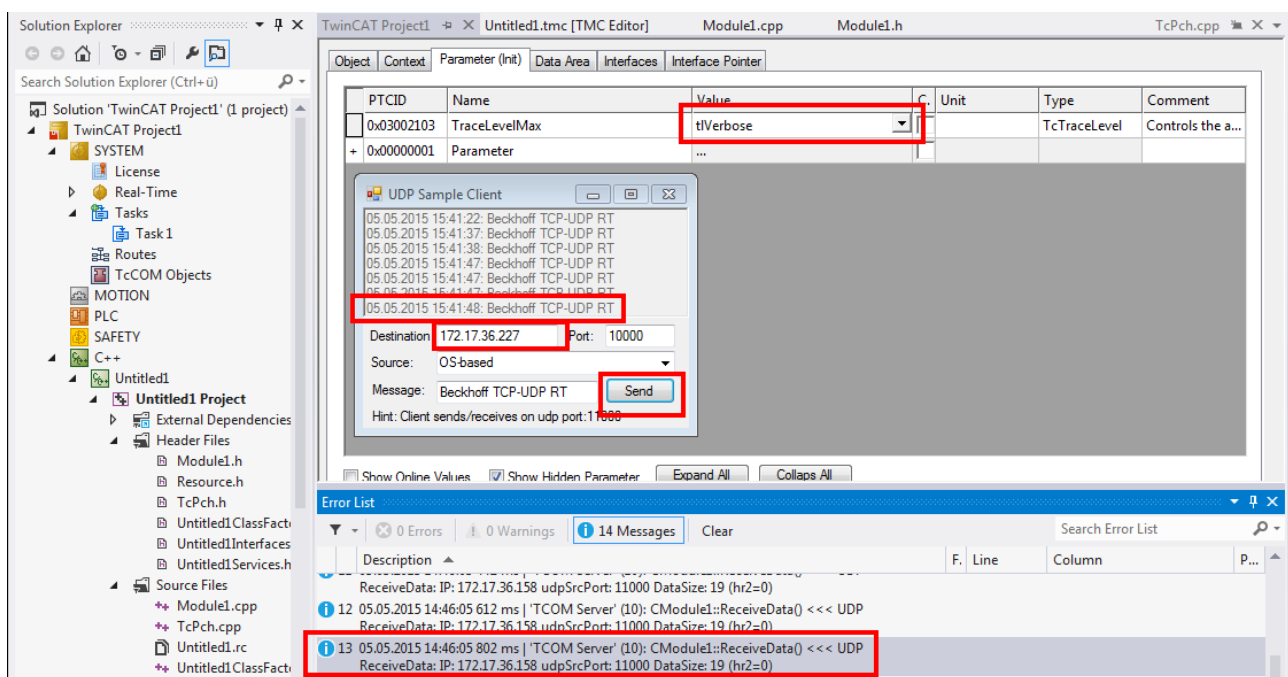 Solution Explorer
Search Solution Explorer (Ctrl+ü)
Solution 'TwinCAT Project1' (1 project)
TwinCAT Project1
SYSTEM
License
Real-Time
Tasks
Task 1
Routes
TcCOM Objects
MOTION
PLC
SAFETY
C++
Untitled1
Untitled1 Project
External Dependencies
Header Files
Module1.h
Resource.h
TcPch.h
Untitled1ClassFact
Untitled1Interfaces
Untitled1Services.h
Source Files
Module1.cpp
TcPch.cpp
Untitled1.rc
Untitled1ClassFact
TwinCAT Project1 Untitled1.tmc [TMC Editor] Module1.cpp Module1.h TcPch.cpp
Object Context Parameter (Init) Data Area Interfaces Interface Pointer
PTCID Name Value C. Unit Type Comment
0x03002103 TraceLevelMax tlVerbose TcTraceLevel Controls the a...
+ 0x00000001 Parameter ...
UDP Sample Client
05.05.2015 15:41:22: Beckhoff TCP-UDP RT
05.05.2015 15:41:37: Beckhoff TCP-UDP RT
05.05.2015 15:41:38: Beckhoff TCP-UDP RT
05.05.2015 15:41:47: Beckhoff TCP-UDP RT
05.05.2015 15:41:47: Beckhoff TCP-UDP RT
05.05.2015 15:41:47: Beckhoff TCP-UDP RT
05.05.2015 15:41:48: Beckhoff TCP-UDP RT
Destination 172.17.36.227 Port: 10000
Source: OS-based
Message: Beckhoff TCP-UDP RT Send
Hint: Client sends/receives on udp port:11000
Show Online Values Show Hidden Parameter Expand All Collaps All
Error List
0 Errors 0 Warnings 14 Messages Clear Search Error List
Description F. Line Column P...
ReceiveData: IP: 172.17.36.158 udpSrcPort: 11000 DataSize: 19 (hr2=0)
12 05.05.2015 14:46:05 612 ms | 'TCOM Server' (10): CModule1::ReceiveData() <<< UDP
ReceiveData: IP: 172.17.36.158 udpSrcPort: 11000 DataSize: 19 (hr2=0)
13 05.05.2015 14:46:05 802 ms | 'TCOM Server' (10): CModule1::ReceiveData() <<< UDP
ReceiveData: IP: 172.17.36.158 udpSrcPort: 11000 DataSize: 19 (hr2=0)